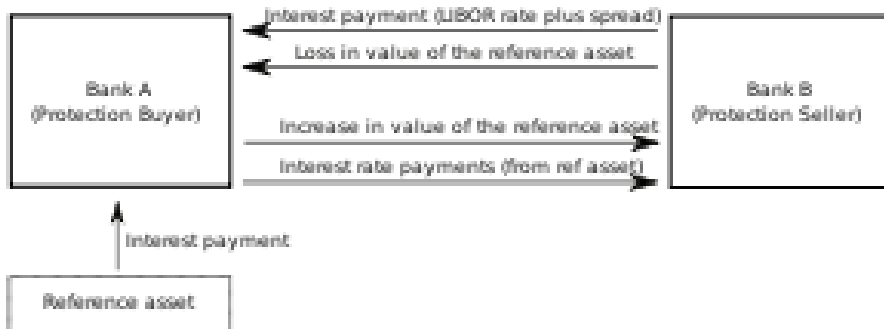 Interest payment (LIBOR rate plus spread)
Loss in value of the reference asset
Bank A
(Protection Buyer)
Bank B
(Protection Seller)
Increase in value of the reference asset
Interest rate payments (from ref asset)
Interest payment
Reference asset